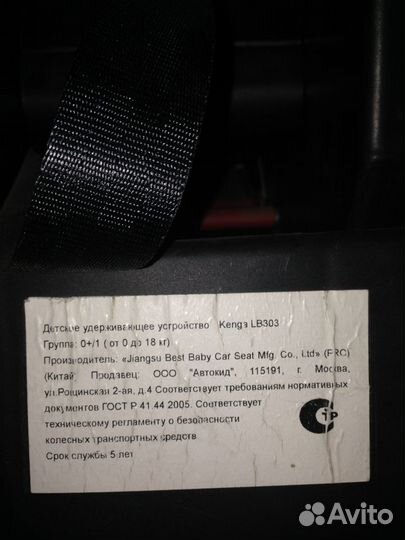 Детское удерживающее устройство Kenga LB303
Группа: 0+/1 ( от 0 до 18 кг)
Производитель: «Jiangsu Best Baby Car Seat Mfg. Co., Ltd» (PRC)
(Китай) Продавец: ООО "Автокид", 115191, г. Москва,
ул.Рощинская 2-ая, д.4 Соответствует требованиям нормативных
документов ГОСТ Р 41.44 2005. Соответствует
техническому регламенту о безопасности
колесных транспортных средств
Срок службы 5 лет
Avito